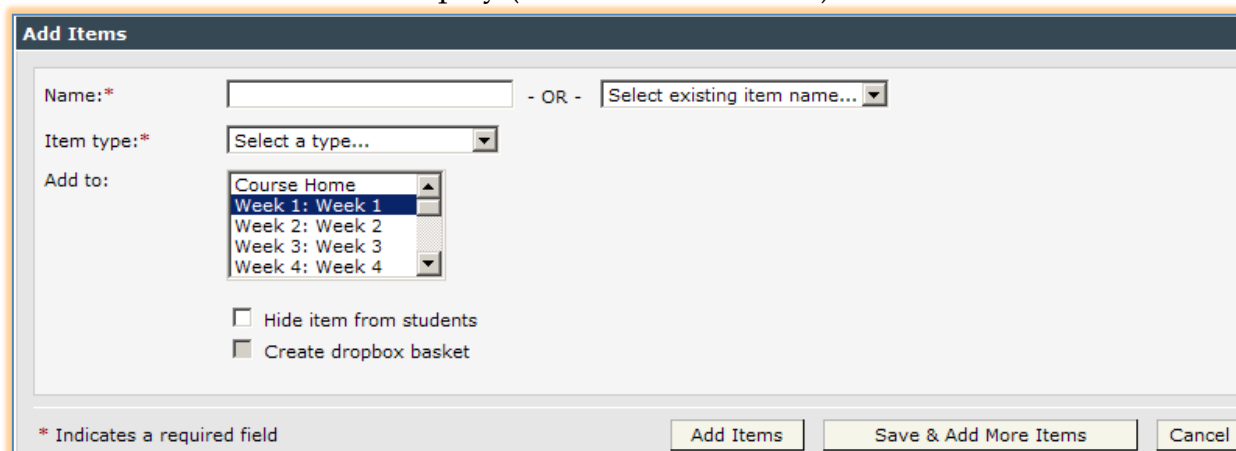 Add Items
Name:* - OR - Select existing item name...
Item type:* Select a type...
Add to:
Course Home
Week 1: Week 1
Week 2: Week 2
Week 3: Week 3
Week 4: Week 4
Hide item from students
Create dropbox basket
* Indicates a required field Add Items Save & Add More Items Cancel